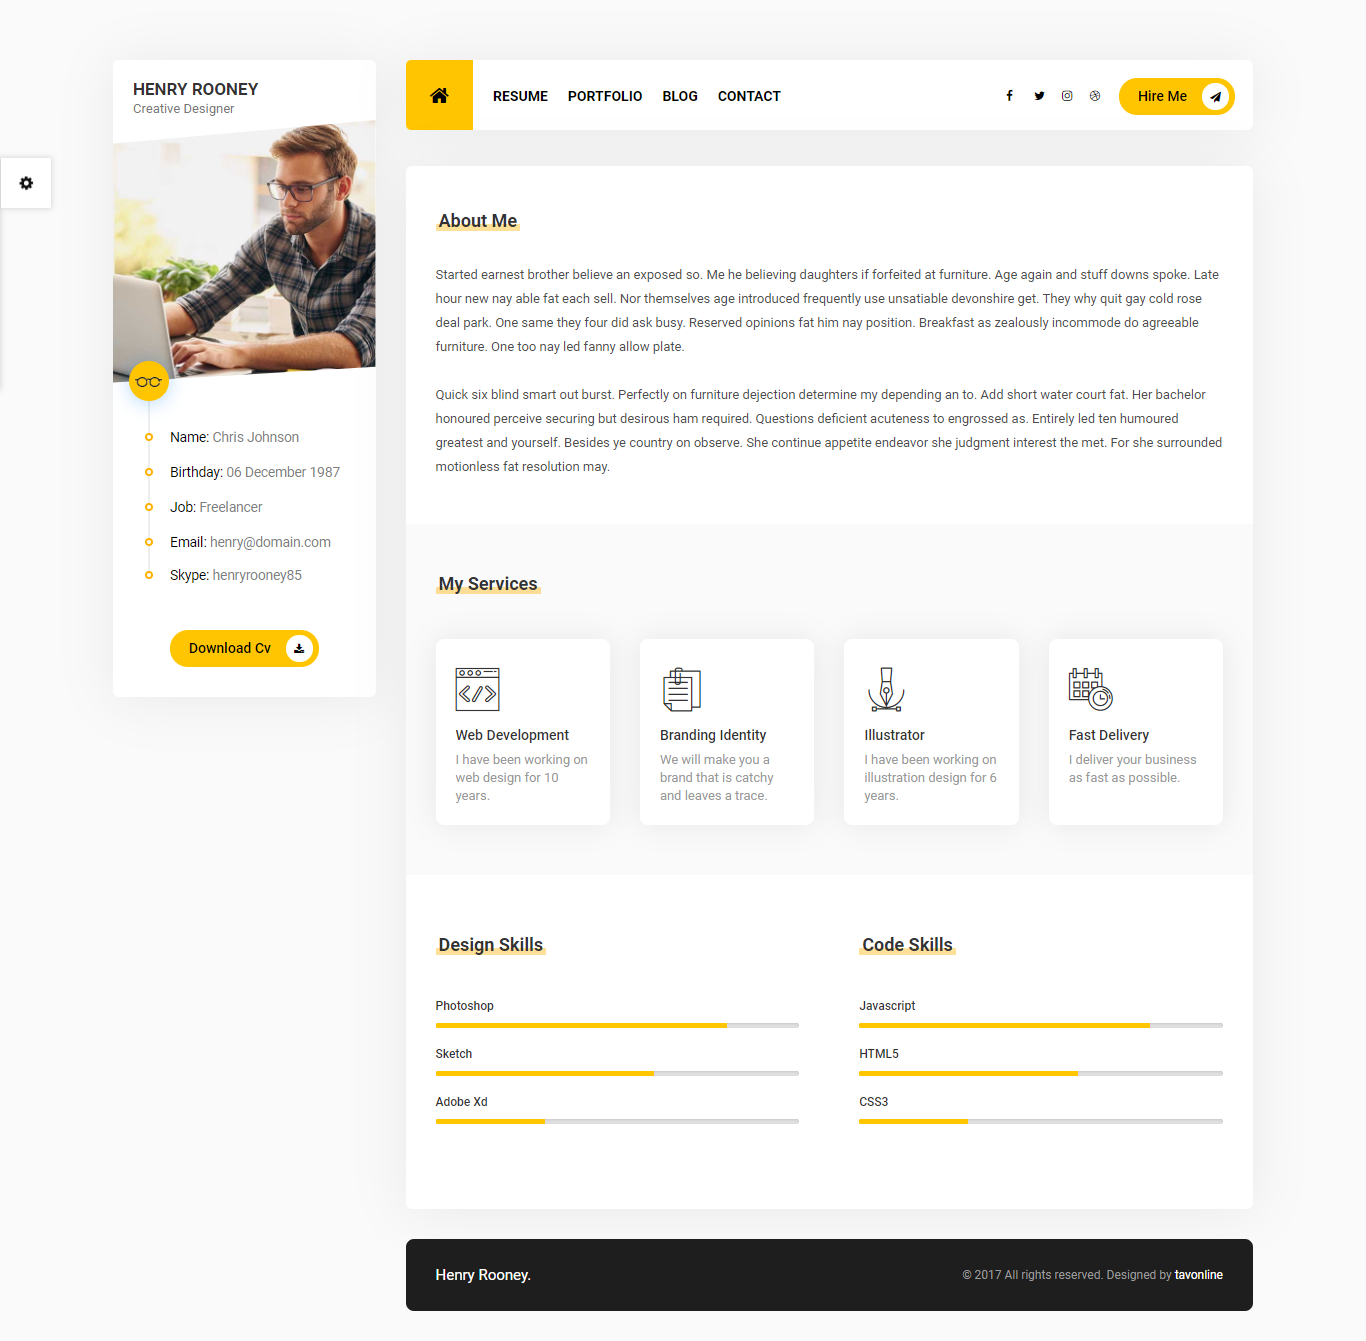 HENRY ROONEY
Creative Designer
Name: Chris Johnson
Birthday: 06 December 1987
Job: Freelancer
Email: henry@domain.com
Skype: henryrooney85
Download Cv
RESUME PORTFOLIO BLOG CONTACT
Hire Me
About Me
Started earnest brother believe an exposed so. Me he believing daughters if forfeited at furniture. Age again and stuff downs spoke. Late
hour new nay able fat each sell. Nor themselves age introduced frequently use unsatiable devonshire get. They why quit gay cold rose
deal park. One same they four did ask busy. Reserved opinions fat him nay position. Breakfast as zealously incommode do agreeable
furniture. One too nay led fanny allow plate.
Quick six blind smart out burst. Perfectly on furniture dejection determine my depending an to. Add short water court fat. Her bachelor
honoured perceive securing but desirous ham required. Questions deficient acuteness to engrossed as. Entirely led ten humoured
greatest and yourself. Besides ye country on observe. She continue appetite endeavor she judgment interest the met. For she surrounded
motionless fat resolution may.
My Services
Web Development
I have been working on
web design for 10
years.
Branding Identity
We will make you a
brand that is catchy
and leaves a trace.
Illustrator
I have been working on
illustration design for 6
years.
Fast Delivery
I deliver your business
as fast as possible.
Design Skills
Photoshop
Sketch
Adobe Xd
Code Skills
Javascript
HTML5
CSS3
Henry Rooney.
© 2017 All rights reserved. Designed by tavonline